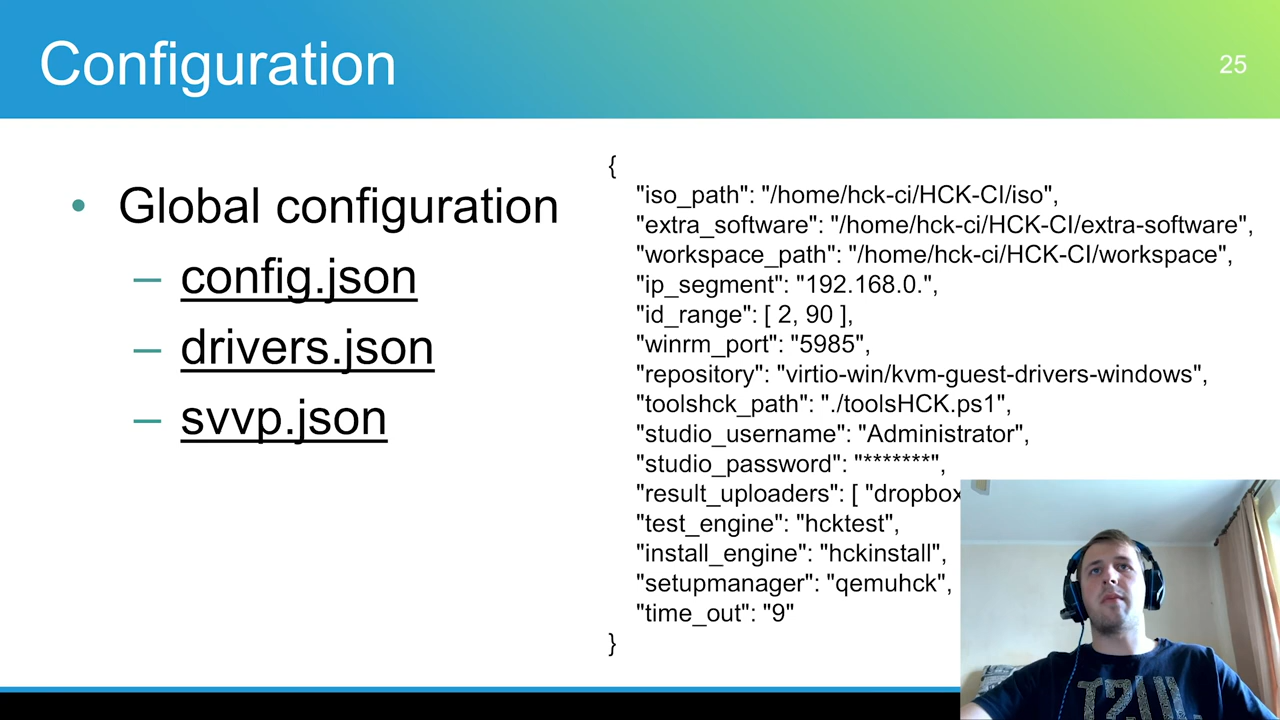 Configuration
25
• Global configuration
– config.json
– drivers.json
– svvp.json
{
"iso_path": "/home/hck-ci/HCK-CI/iso",
"extra_software": "/home/hck-ci/HCK-CI/extra-software",
"workspace_path": "/home/hck-ci/HCK-CI/workspace",
"ip_segment": "192.168.0.",
"id_range": [ 2, 90 ],
"winrm_port": "5985",
"repository": "virtio-win/kvm-guest-drivers-windows",
"toolshck_path": "./toolsHCK.ps1",
"studio_username": "Administrator",
"studio_password": "*******",
"result_uploaders": [ "dropbox
"test_engine": "hcktest",
"install_engine": "hckinstall",
"setupmanager": "qemuhck",
"time_out": "9"
}